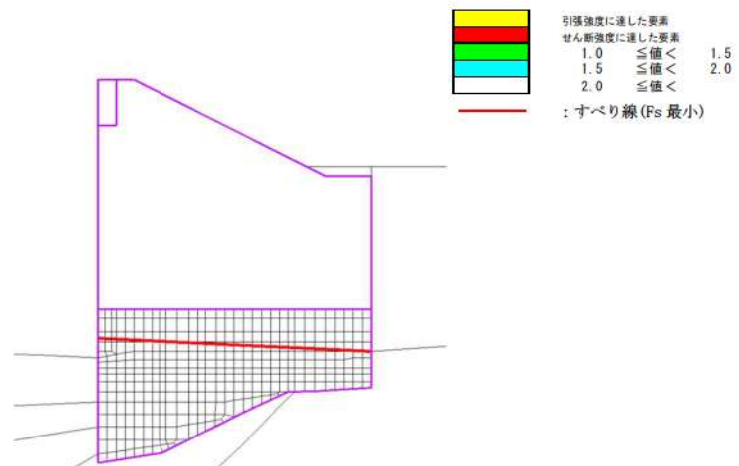 引張強度に達した要素
せん断強度に達した要素
1.0 ≦値< 1.5
1.5 ≦値< 2.0
2.0 ≦値<
：すべり線(Fs 最小)